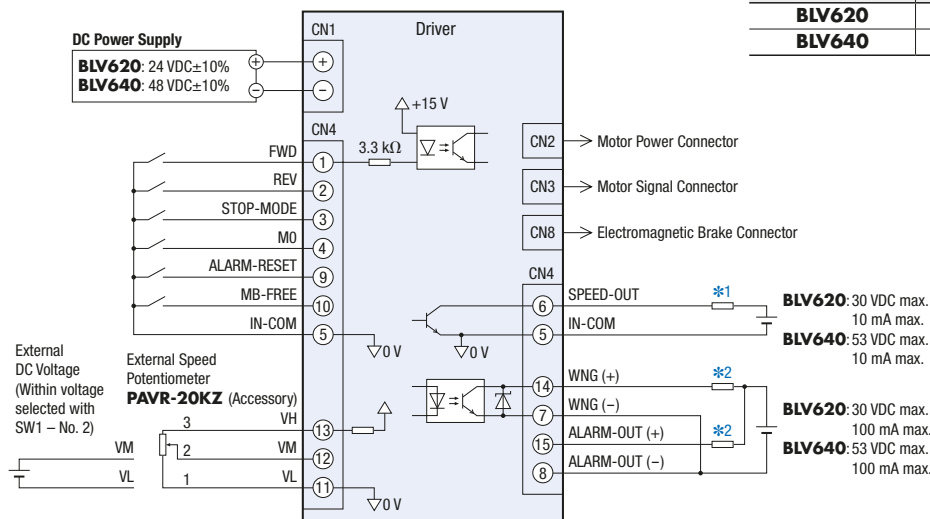 BLV620
BLV640
DC Power Supply
BLV620: 24 VDC±10%
BLV640: 48 VDC±10%
+
−
CN1
+
−
Driver
CN4
+15 V
3.3 kΩ
FWD
1
REV
2
STOP-MODE
3
M0
4
ALARM-RESET
9
MB-FREE
10
IN-COM
5
0 V
CN2
Motor Power Connector
CN3
Motor Signal Connector
CN8
Electromagnetic Brake Connector
CN4
6
SPEED-OUT
*1
5
IN-COM
0 V
BLV620: 30 VDC max.
10 mA max.
BLV640: 53 VDC max.
10 mA max.
14
WNG (+)
*2
7
WNG (−)
15
ALARM-OUT (+)
*2
8
ALARM-OUT (−)
BLV620: 30 VDC max.
100 mA max.
BLV640: 53 VDC max.
100 mA max.
External
DC Voltage
(Within voltage
selected with
SW1 – No. 2)
VM
VL
External Speed
Potentiometer
PAVR-20KZ (Accessory)
3
VH
13
2
VM
12
1
VL
11
0 V